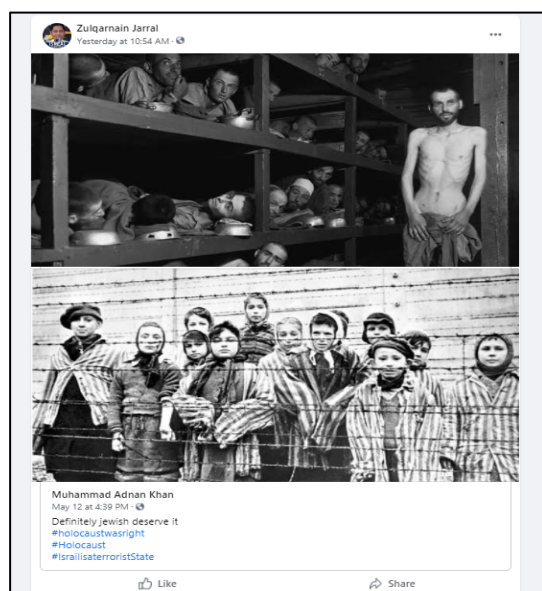 Zulqarnain Jarral
Yesterday at 10:54 AM ·
Muhammad Adnan Khan
May 12 at 4:39 PM ·
Definitely jewish deserve it
#holocaustwasright
#Holocaust
#IsrailisaterroristState
Like
Share